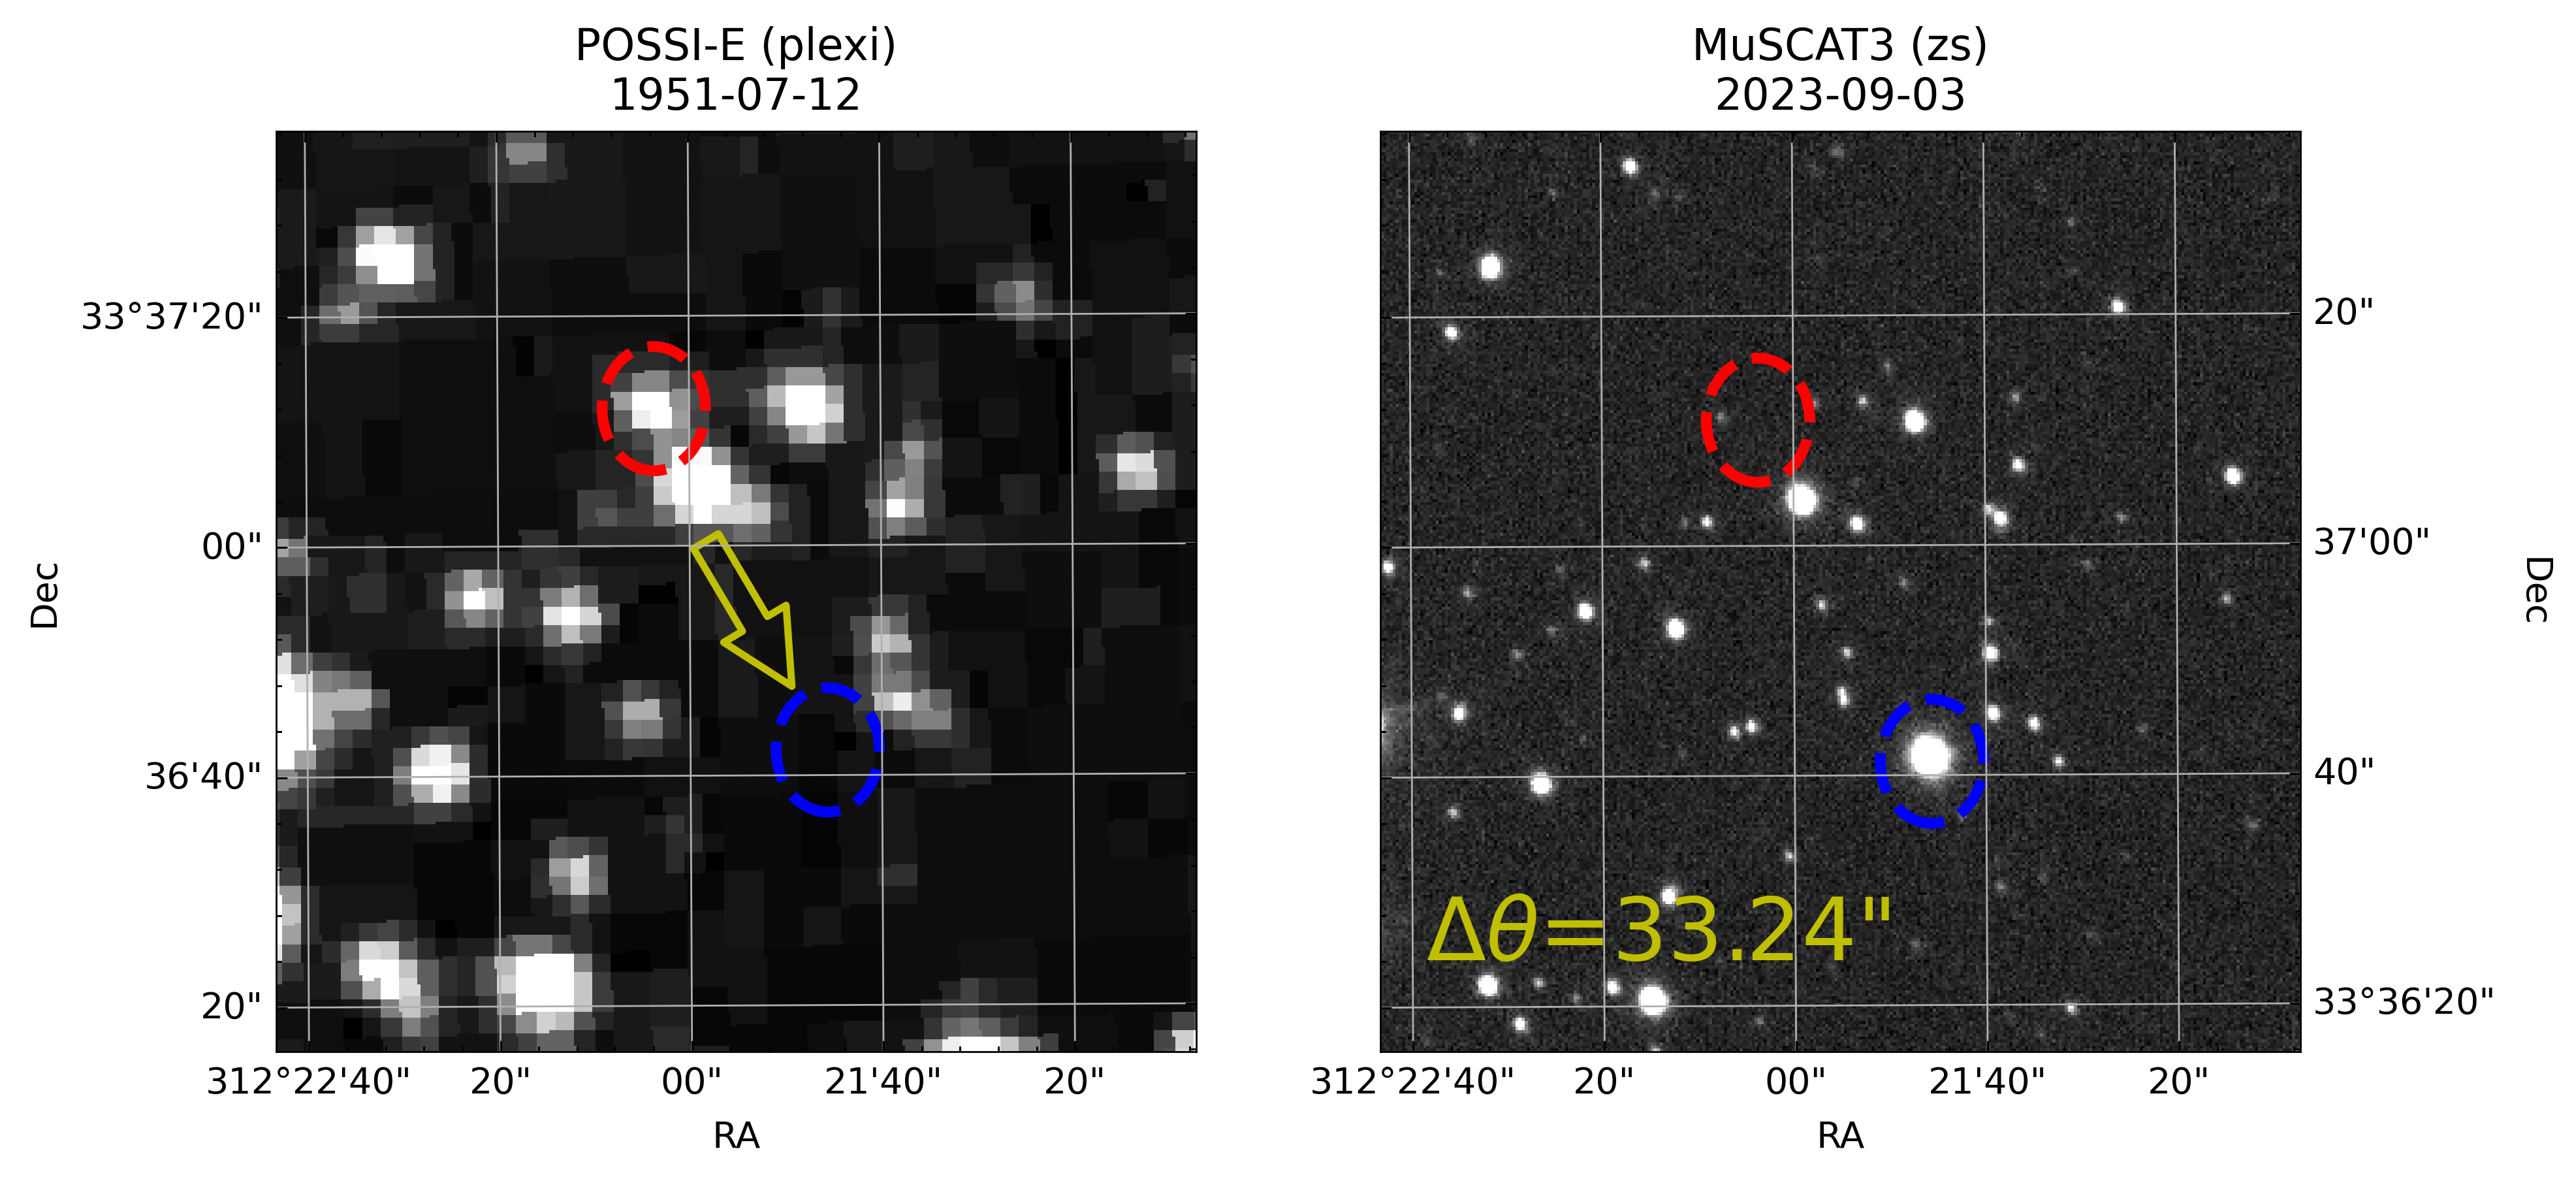 POSSI-E (plexi)
1951-07-12
33°37'20"
00"
36'40"
20"
Dec
312°22'40" 20" 00" 21'40" 20"
RA
MuSCAT3 (zs)
2023-09-03
Δθ=33.24"
20"
37'00"
40"
33°36'20"
Dec
312°22'40" 20" 00" 21'40" 20"
RA